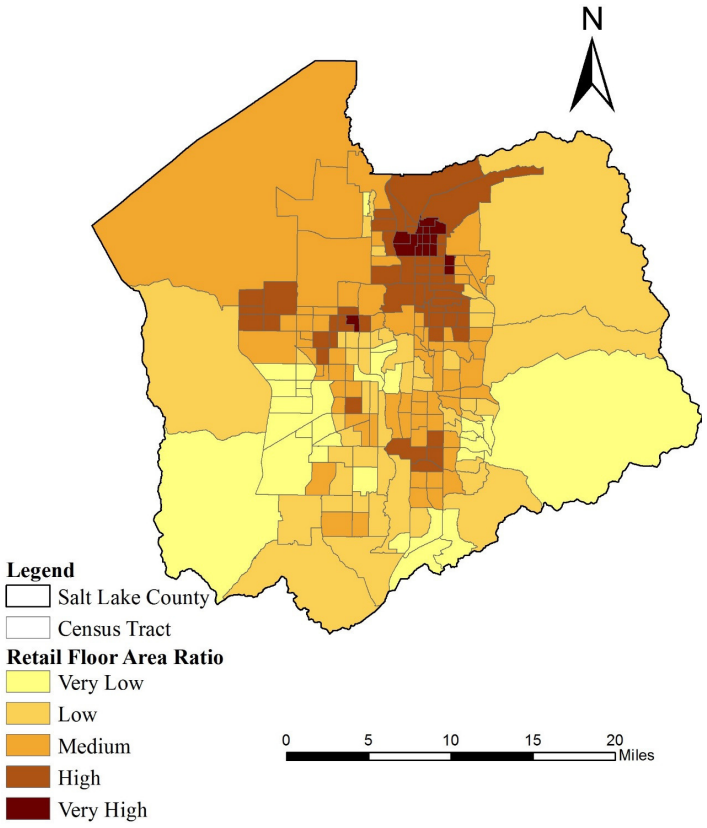 N
Legend
Salt Lake County
Census Tract
Retail Floor Area Ratio
Very Low
Low
Medium
High
Very High
0 5 10 15 20
Miles